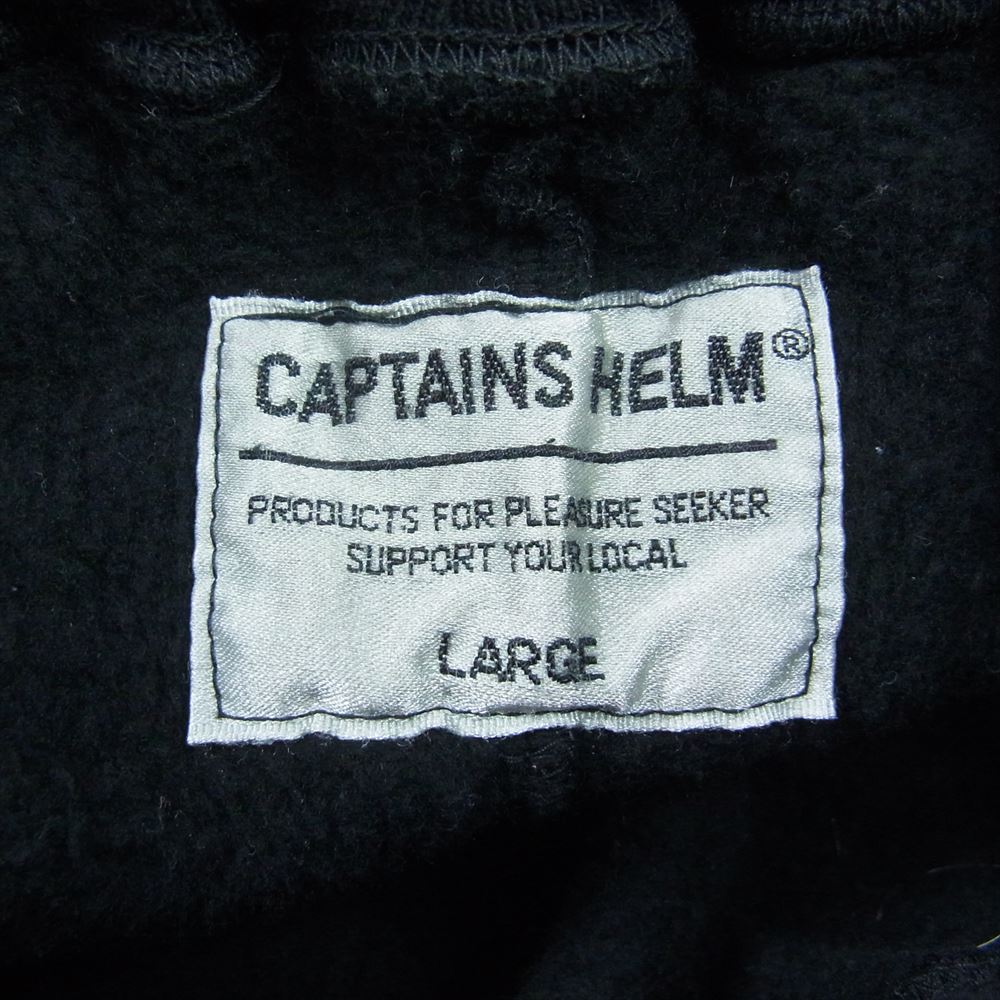 CAPTAINS HELM®
PRODUCTS FOR PLEASURE SEEKER
SUPPORT YOUR LOCAL
LARGE